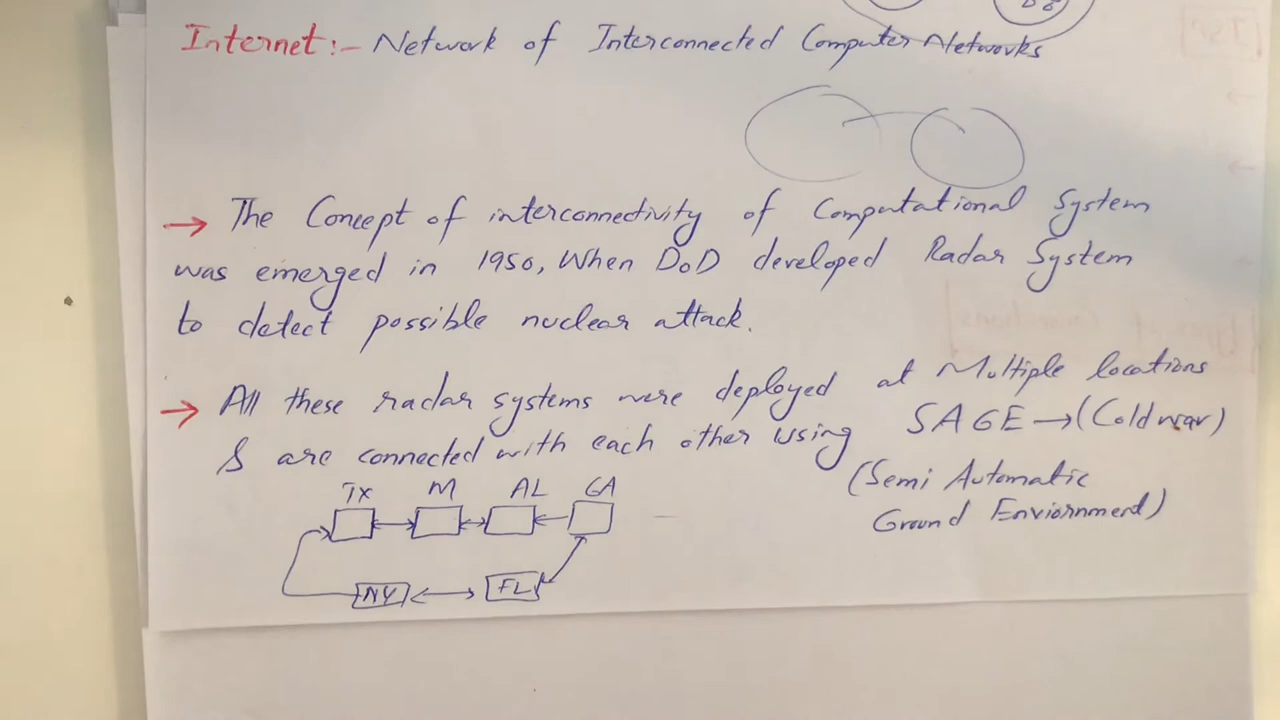 Internet:- Network of Interconnected Computer Networks
→ The Concept of interconnectivity of Computational System
was emerged in 1950, When DoD developed Radar System
to detect possible nuclear attack.
→ All these radar systems were deployed at Multiple locations
& are connected with each other using SAGE → (Cold war)
(Semi Automatic
Ground Enviornment)
TX M AL GA
NY FL